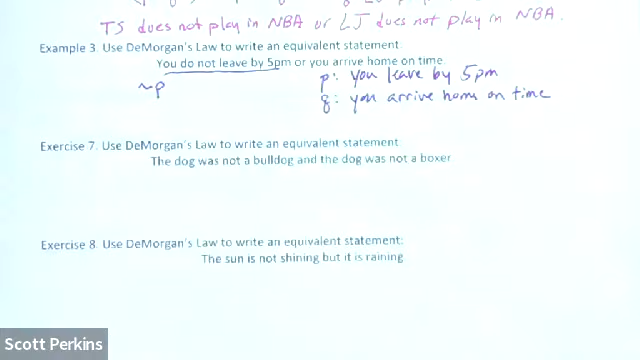 TS does not play in NBA or LJ does not play in NBA.
Example 3. Use DeMorgan's Law to write an equivalent statement:
You do not leave by 5pm or you arrive home on time.
~p
p: you leave by 5pm
q: you arrive home on time
Exercise 7. Use DeMorgan's Law to write an equivalent statement:
The dog was not a bulldog and the dog was not a boxer
Exercise 8. Use DeMorgan's Law to write an equivalent statement:
The sun is not shining but it is raining
Scott Perkins